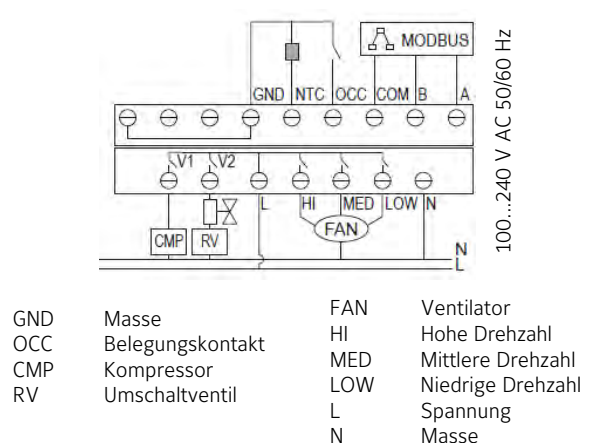 MODBUS
GND NTC OCC COM B A
100...240 V AC 50/60 Hz
V1 V2
L HI MED LOW N
FAN
CMP RV
N
L
GND Masse
OCC Belegungskontakt
CMP Kompressor
RV Umschaltventil
FAN Ventilator
HI Hohe Drehzahl
MED Mittlere Drehzahl
LOW Niedrige Drehzahl
L Spannung
N Masse